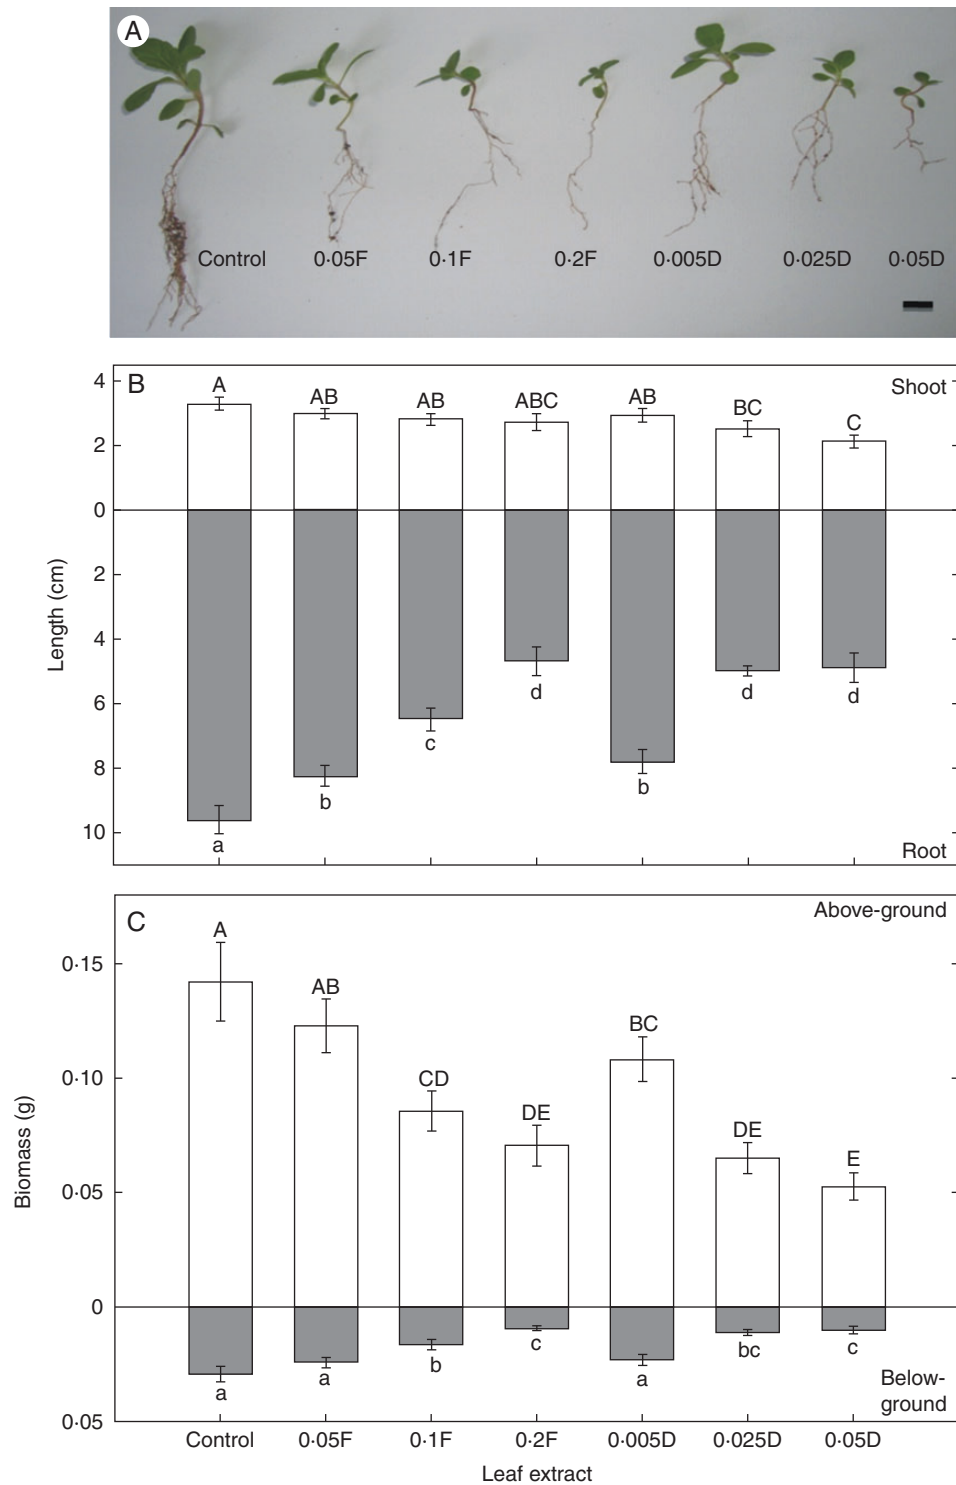 A
Control 0·05F 0·1F 0·2F 0·005D 0·025D 0·05D
B
Shoot
A AB AB ABC AB BC C
4
2
0
2
4
6
8
10
Length (cm)
a b c d b d d
Root
C
Above-ground
A AB CD DE BC DE E
0·15
0·10
0·05
0
0·05
Biomass (g)
a a b c a bc c
Below-
ground
Control 0·05F 0·1F 0·2F 0·005D 0·025D 0·05D
Leaf extract